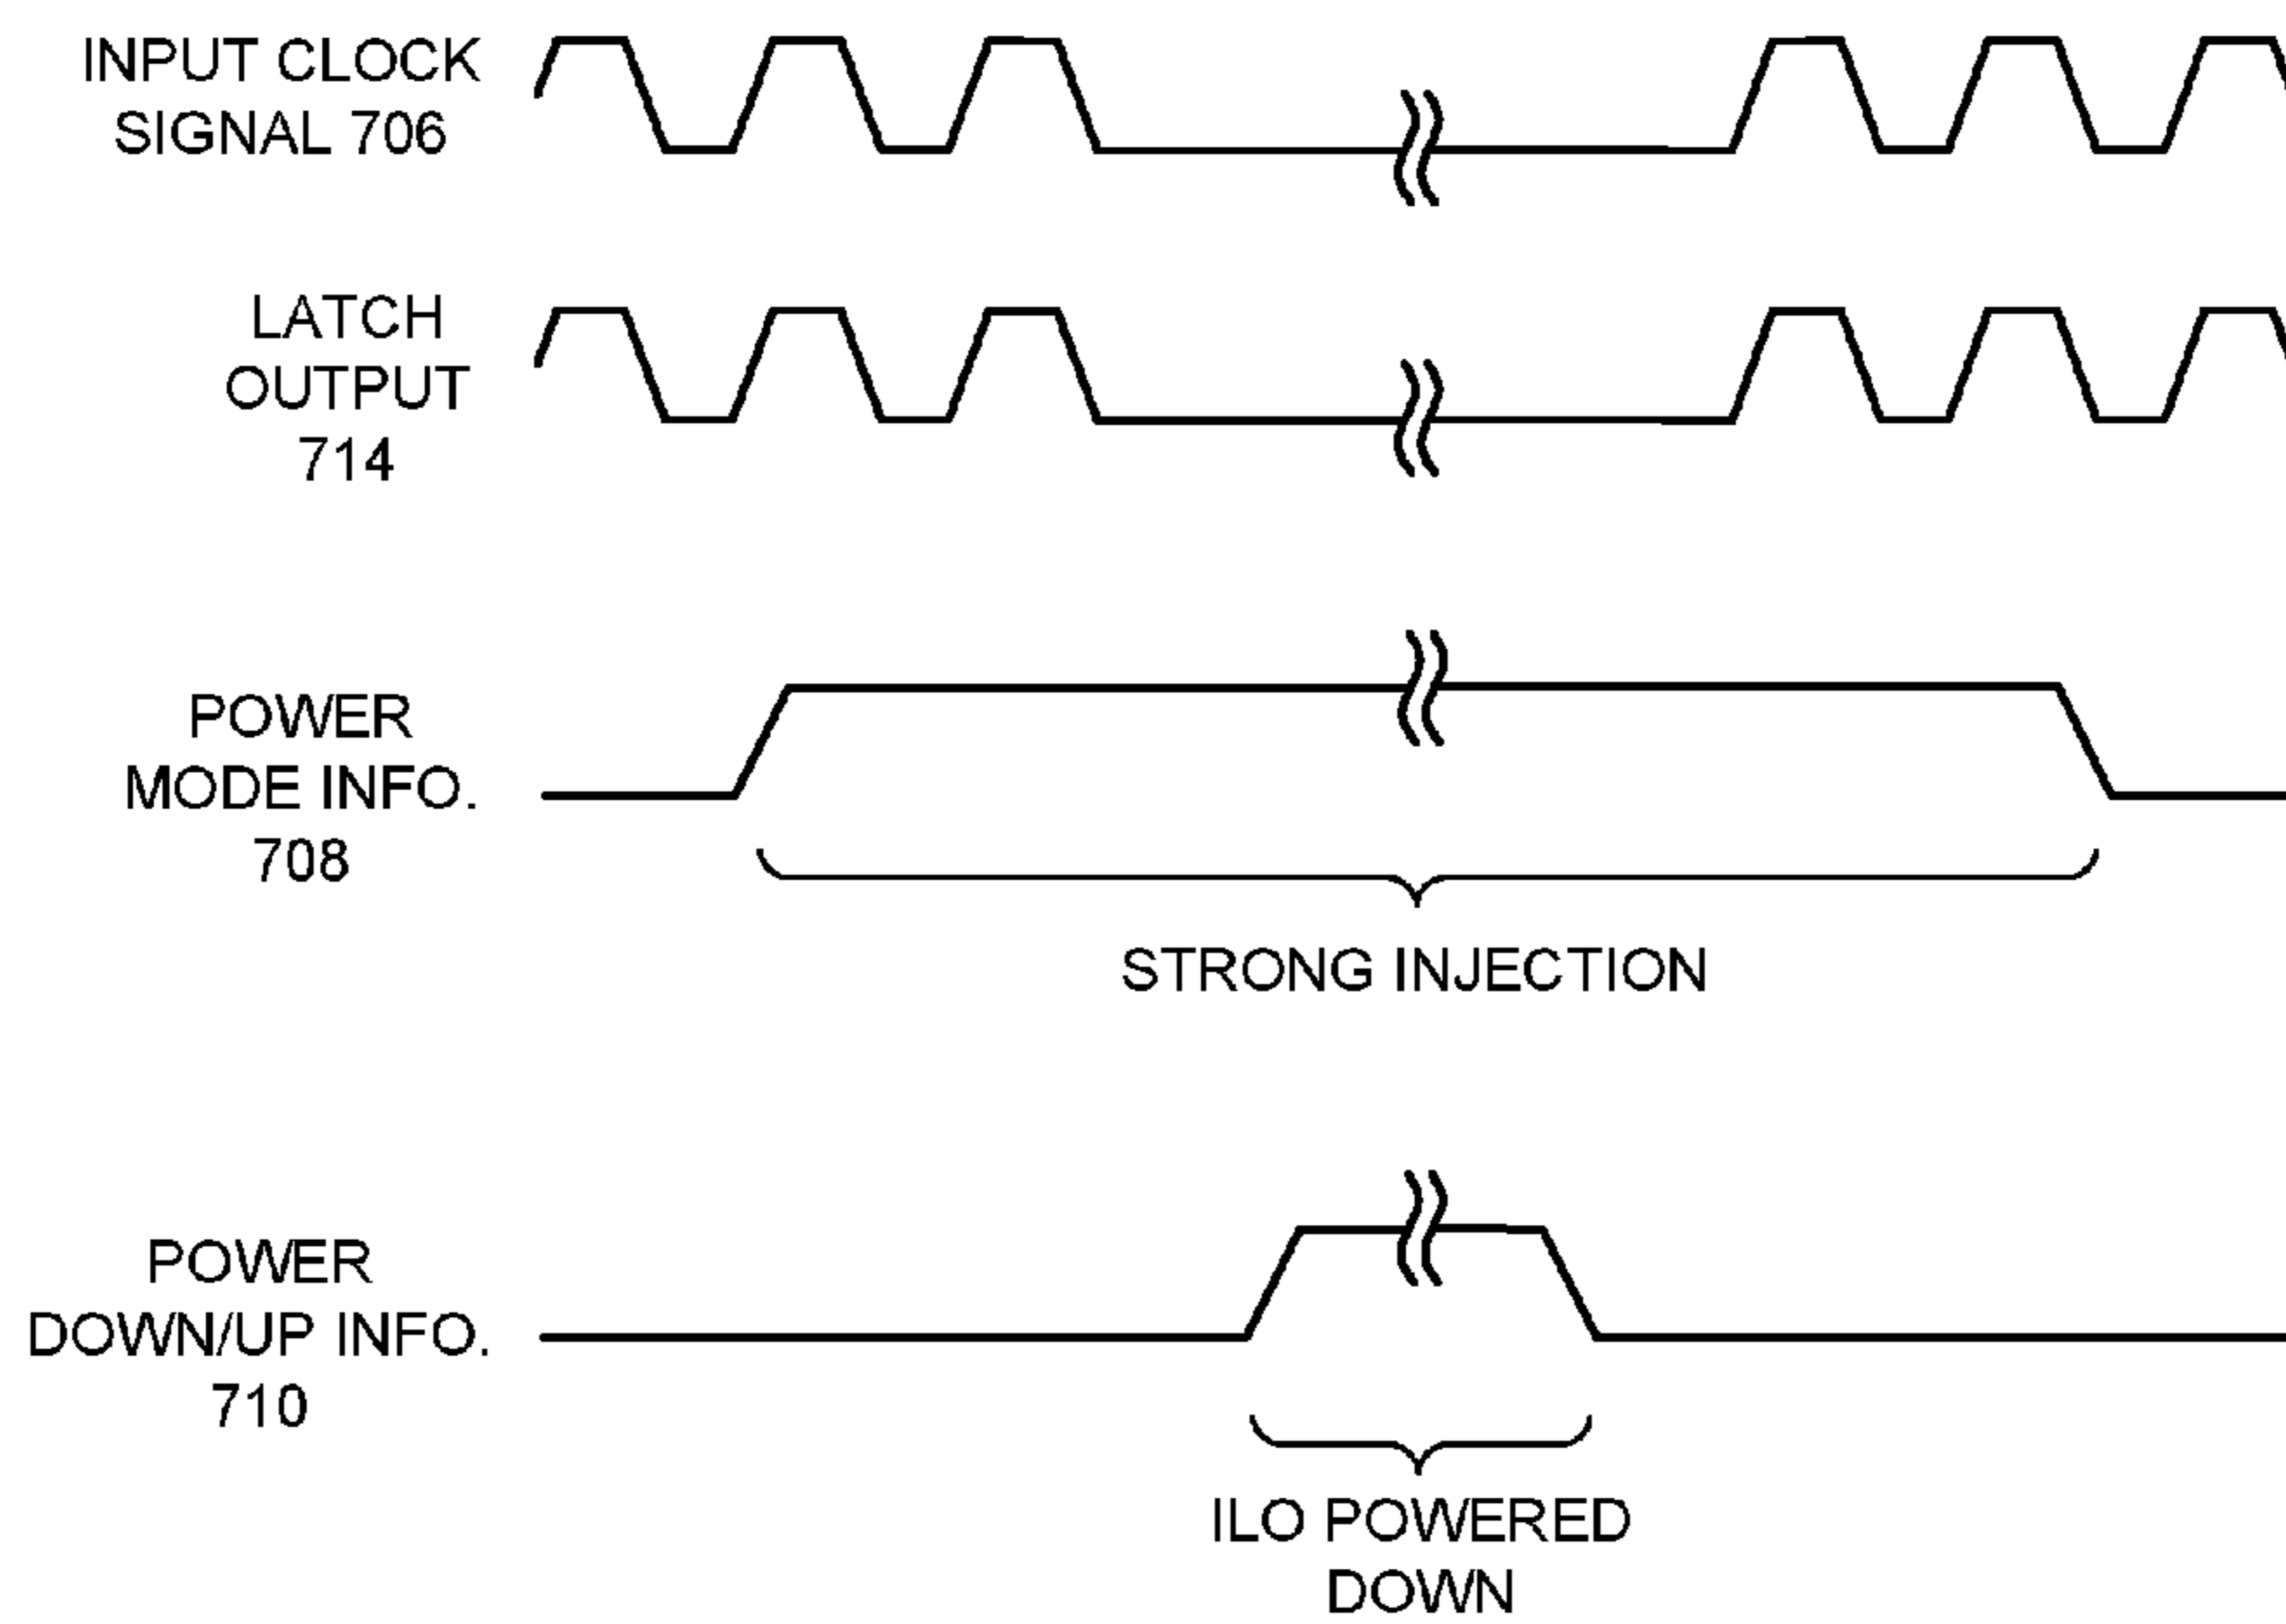 INPUT CLOCK
SIGNAL 706
LATCH
OUTPUT
714
POWER
MODE INFO.
708
STRONG INJECTION
POWER
DOWN/UP INFO.
710
ILO POWERED
DOWN